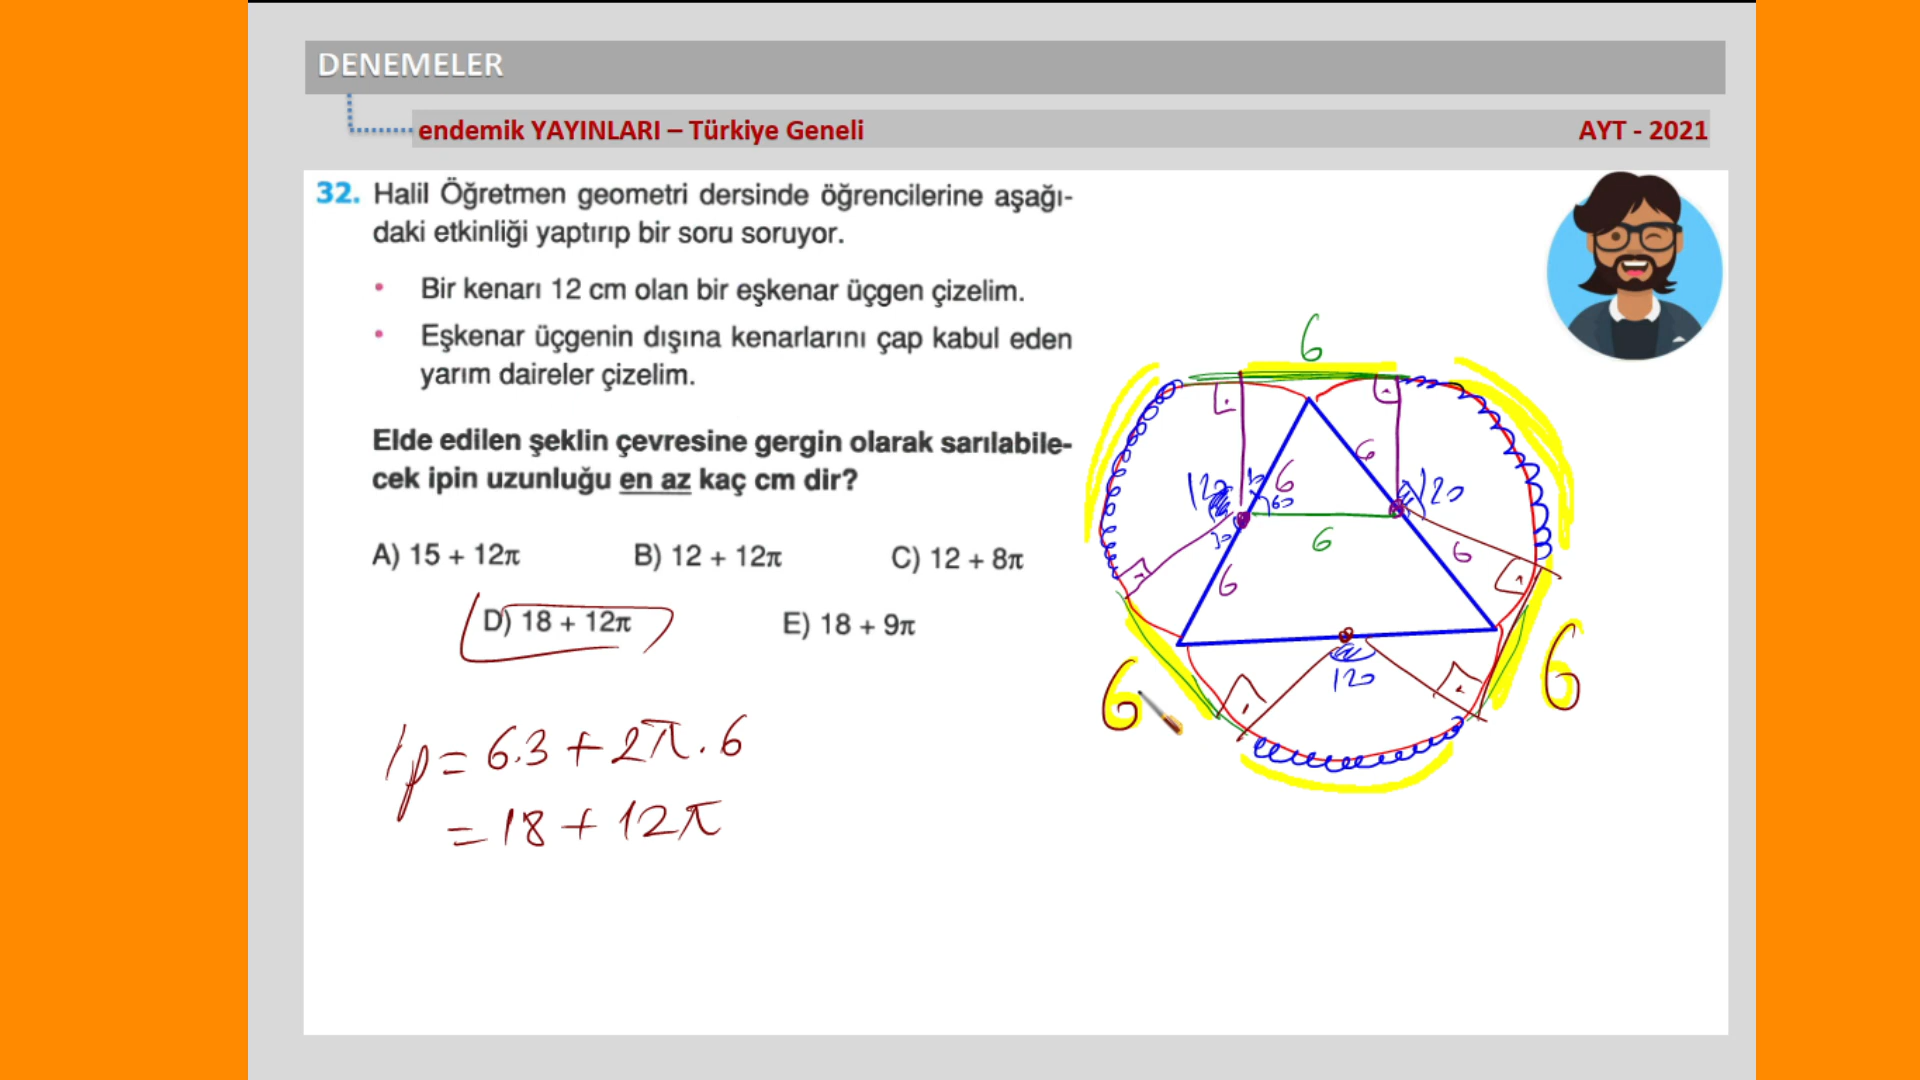 DENEMELER
endemik YAYINLARI – Türkiye Geneli
AYT - 2021
32. Halil Öğretmen geometri dersinde öğrencilerine aşağı-
daki etkinliği yaptırıp bir soru soruyor.
• Bir kenarı 12 cm olan bir eşkenar üçgen çizelim.
• Eşkenar üçgenin dışına kenarlarını çap kabul eden
yarım daireler çizelim.
Elde edilen şeklin çevresine gergin olarak sarılabile-
cek ipin uzunluğu en az kaç cm dir?
A) 15 + 12π B) 12 + 12π C) 12 + 8π
D) 18 + 12π E) 18 + 9π
ip = 6.3 + 2π.6
= 18 + 12π
6
6
120 6 60 120
6
30 6
6
120
6
6